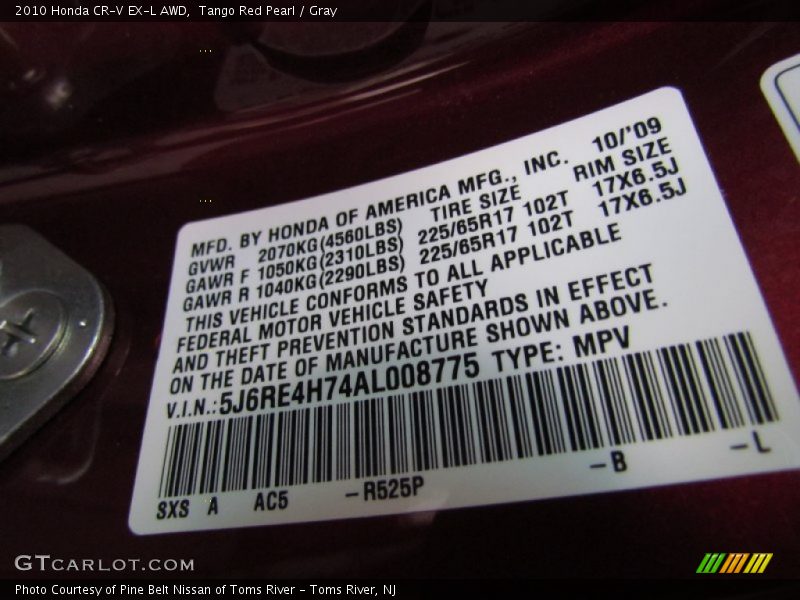 2010 Honda CR-V EX-L AWD,  Tango Red Pearl / Gray
MFD. BY HONDA OF AMERICA MFG., INC. 10/'09
GVWR 2070KG(4560LBS) TIRE SIZE RIM SIZE
GAWR F 1050KG(2310LBS) 225/65R17 102T 17X6.5J
GAWR R 1040KG(2290LBS) 225/65R17 102T 17X6.5J
THIS VEHICLE CONFORMS TO ALL APPLICABLE
FEDERAL MOTOR VEHICLE SAFETY
AND THEFT PREVENTION STANDARDS IN EFFECT
ON THE DATE OF MANUFACTURE SHOWN ABOVE.
V.I.N.:5J6RE4H74AL008775 TYPE: MPV
SXS A AC5 -R525P -B -L
GTCARLOT.COM
Photo Courtesy of Pine Belt Nissan of Toms River - Toms River, NJ